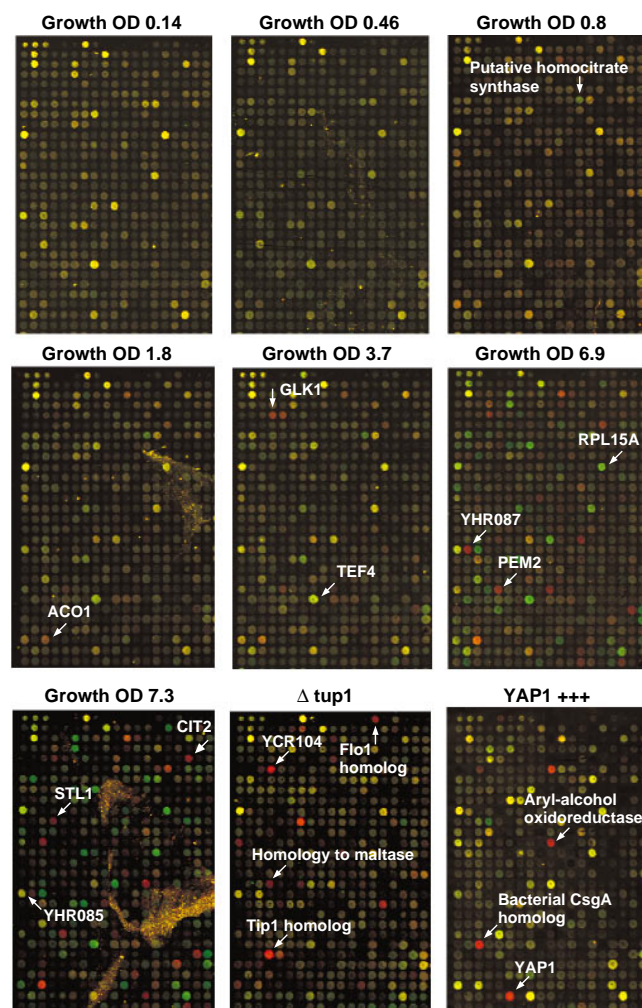 Growth OD 0.14
Growth OD 0.46
Growth OD 0.8
Putative homocitrate
synthase
Growth OD 1.8
Growth OD 3.7
Growth OD 6.9
ACO1
GLK1
TEF4
RPL15A
YHR087
PEM2
Growth OD 7.3
Δ tup1
YAP1 +++
CIT2
STL1
YHR085
YCR104
Flo1
homolog
Homology to maltase
Tip1 homolog
Aryl-alcohol
oxidoreductase
Bacterial CsgA
homolog
YAP1